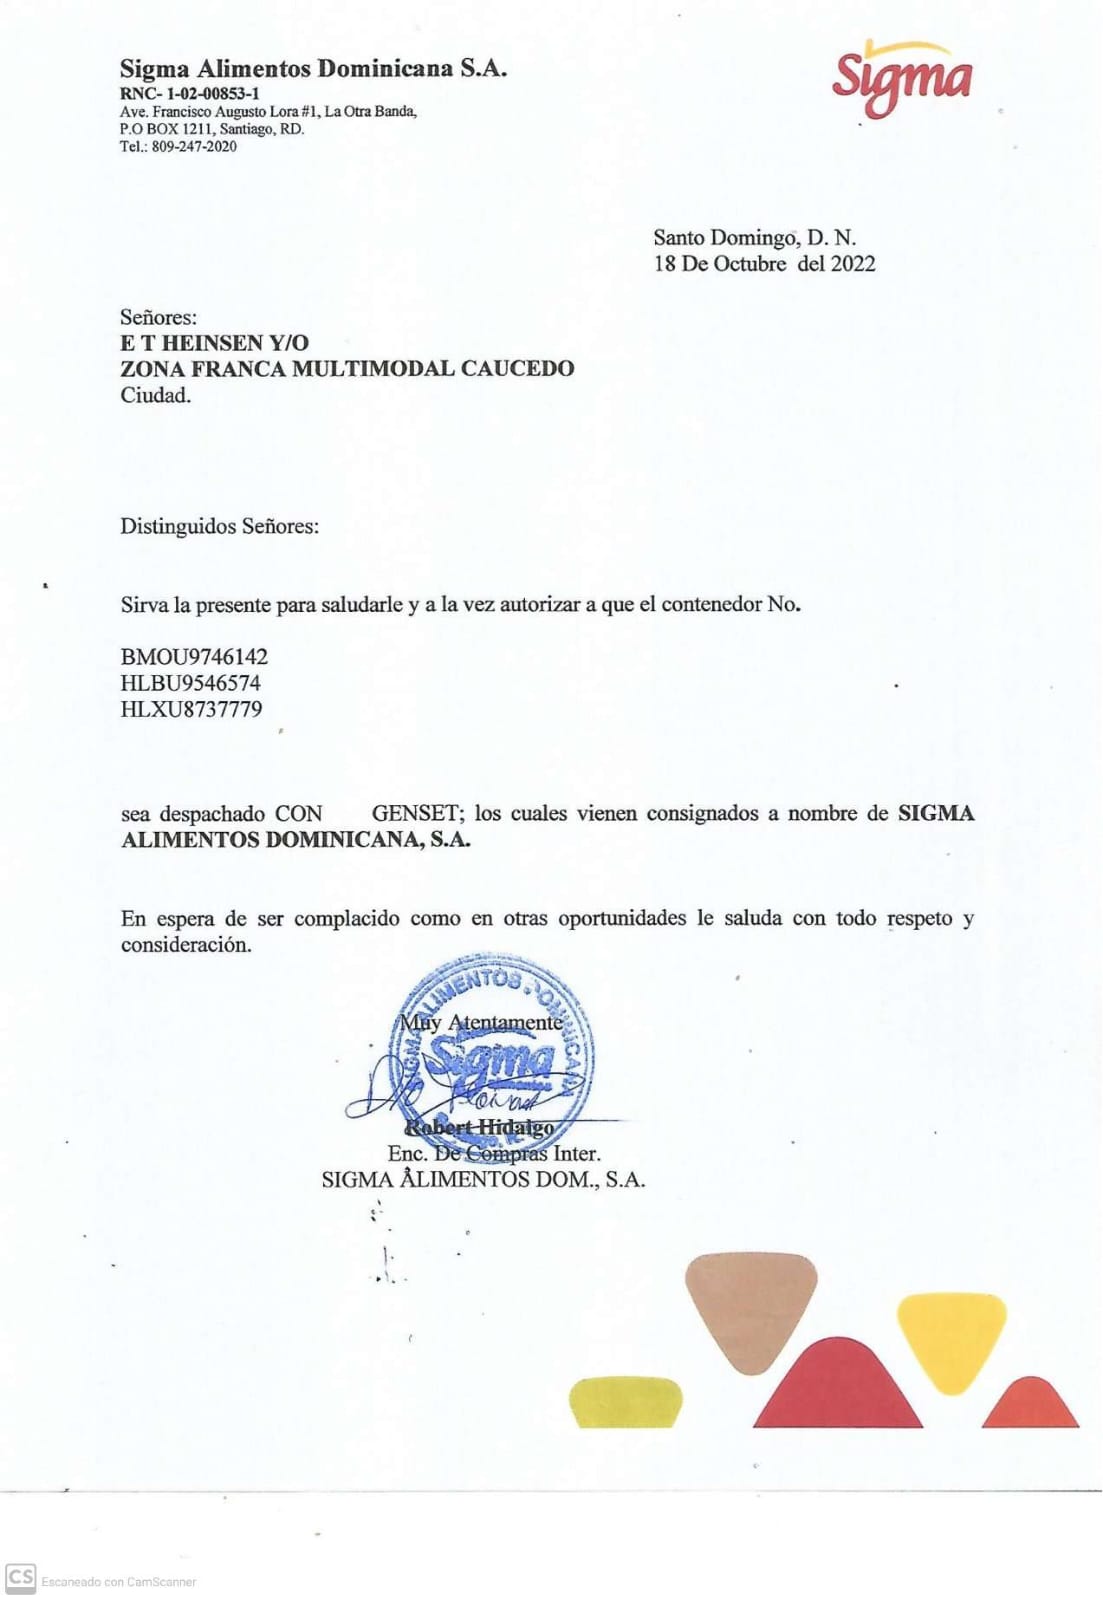 Sigma Alimentos Dominicana S.A.
RNC- 1-02-00853-1
Ave. Francisco Augusto Lora #1, La Otra Banda,
P.O BOX 1211, Santiago, RD.
Tel.: 809-247-2020
Sigma
Santo Domingo, D. N.
18 De Octubre del 2022
Señores:
E T HEINSEN Y/O
ZONA FRANCA MULTIMODAL CAUCEDO
Ciudad.
Distinguidos Señores:
Sirva la presente para saludarle y a la vez autorizar a que el contenedor No.
BMOU9746142
HLBU9546574
HLXU8737779
sea despachado CON GENSET; los cuales vienen consignados a nombre de SIGMA
ALIMENTOS DOMINICANA, S.A.
En espera de ser complacido como en otras oportunidades le saluda con todo respeto y
consideración.
SIGMA ALIMENTOS DOMINICANA
Muy Atentamente
Sigma
Robert Hidalgo
Enc. De Compras Inter.
SIGMA ALIMENTOS DOM., S.A.
CS Escaneado con CamScanner